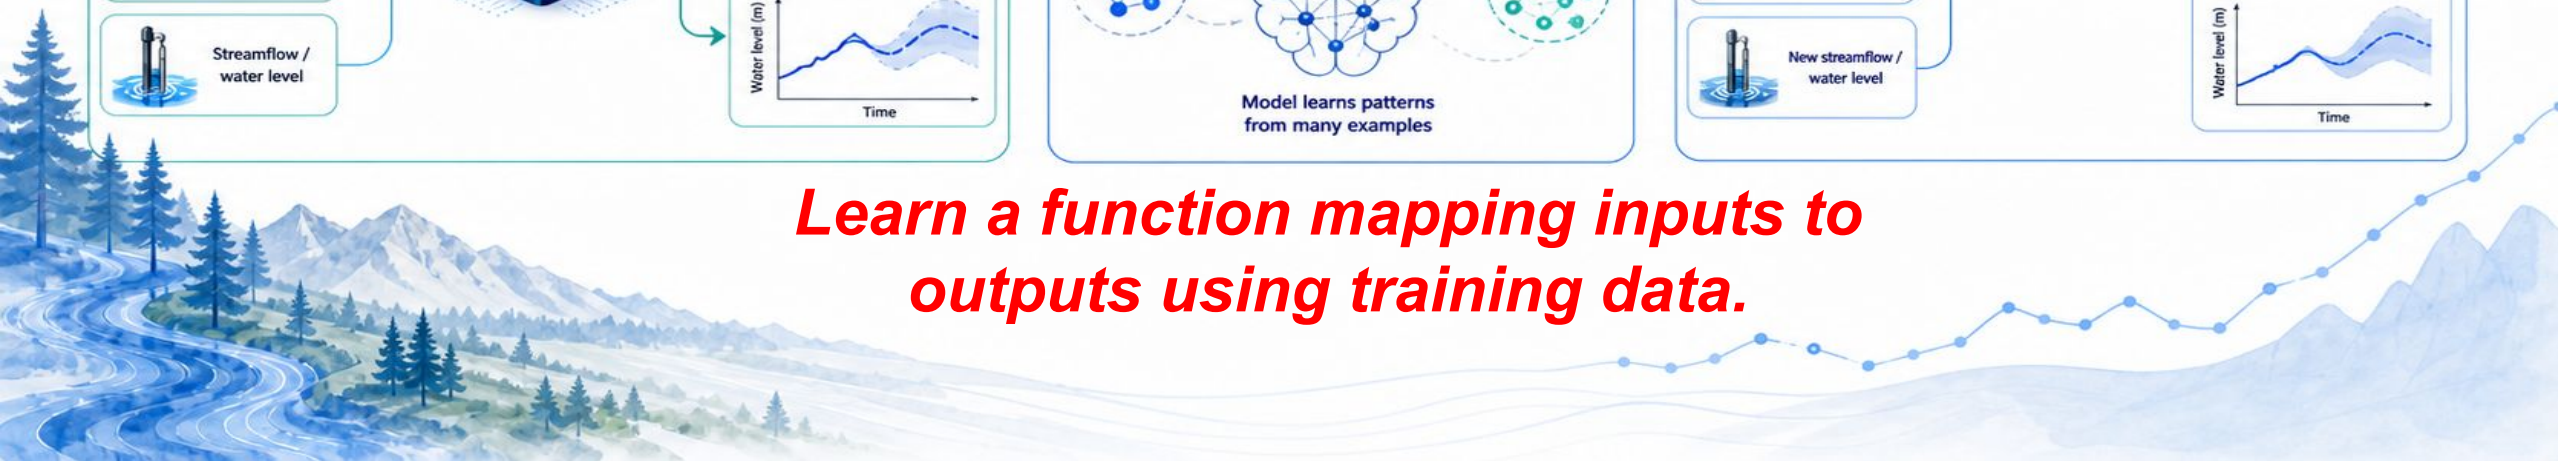 Streamflow /
water level
Water level (m)
Time
Model learns patterns
from many examples
New streamflow /
water level
Water level (m)
Time
Learn a function mapping inputs to
outputs using training data.